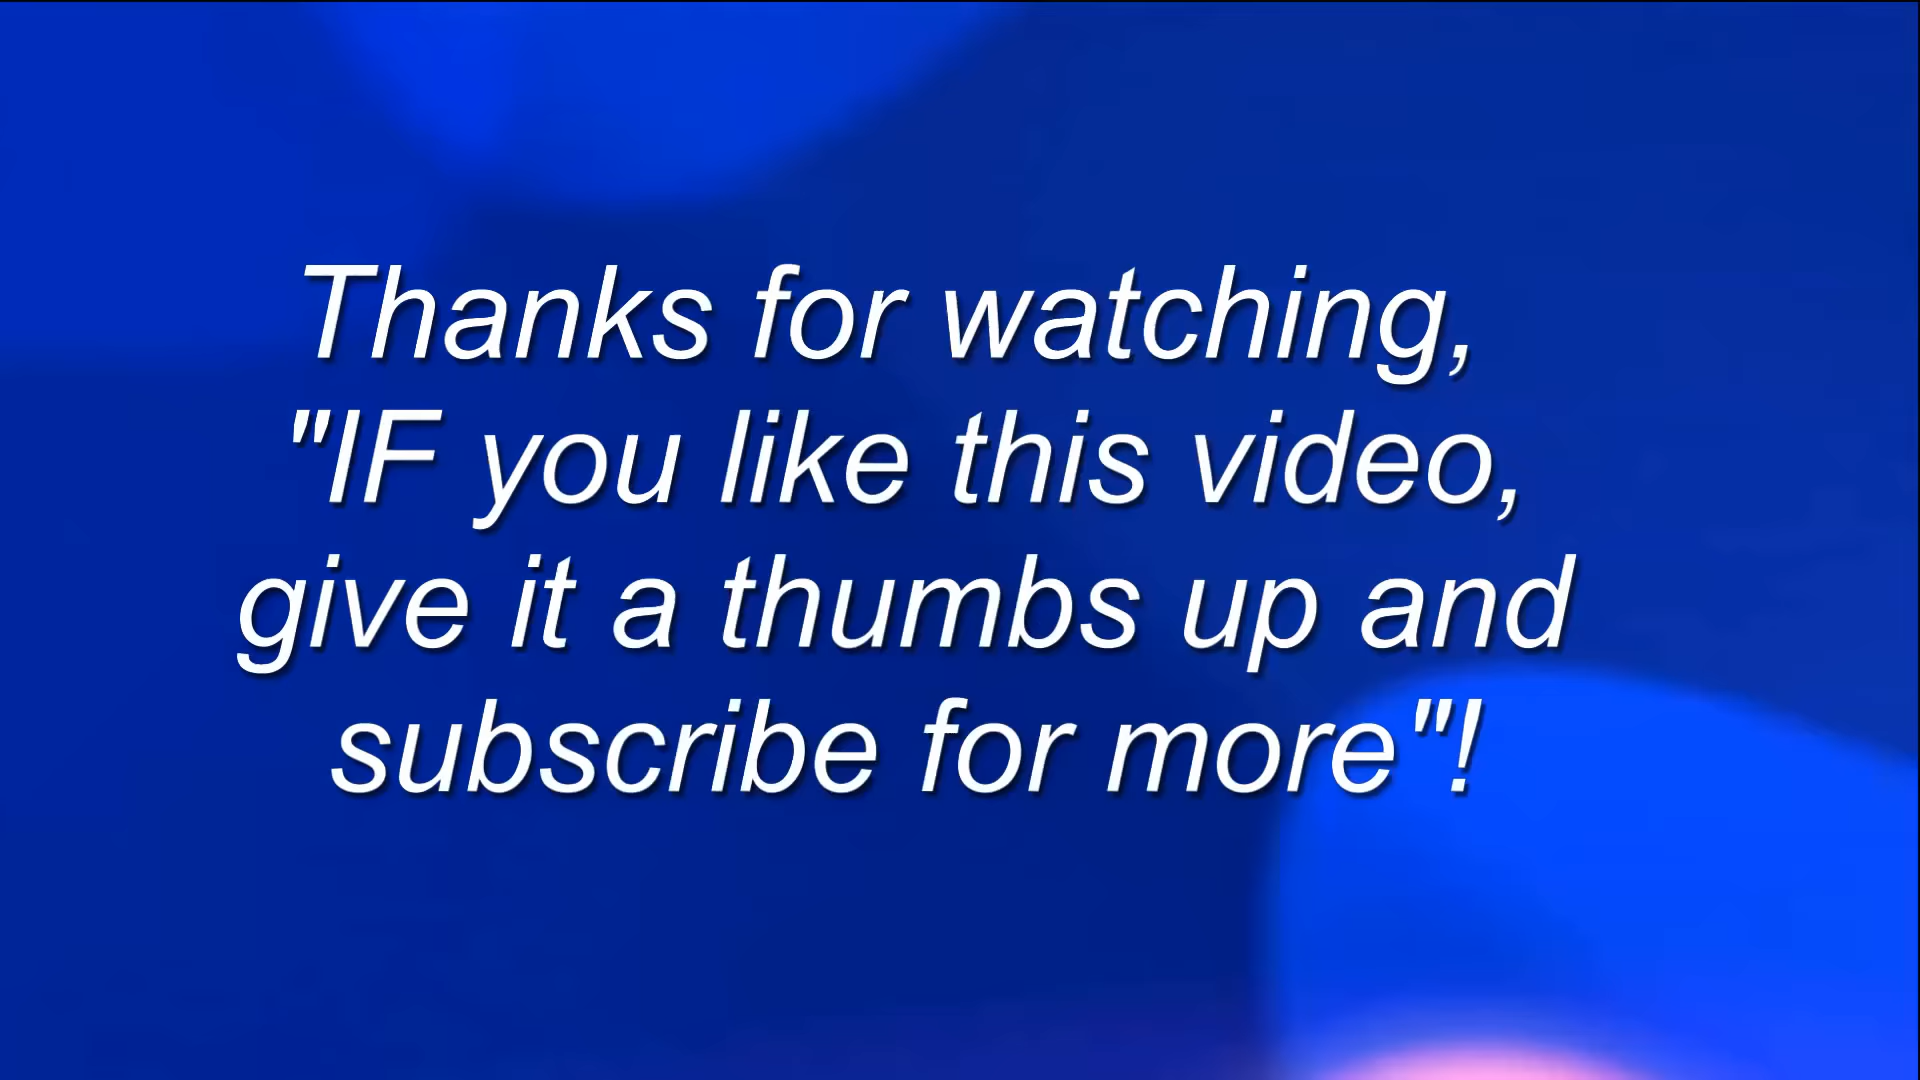 Thanks for watching,
"IF you like this video,
give it a thumbs up and
subscribe for more"!